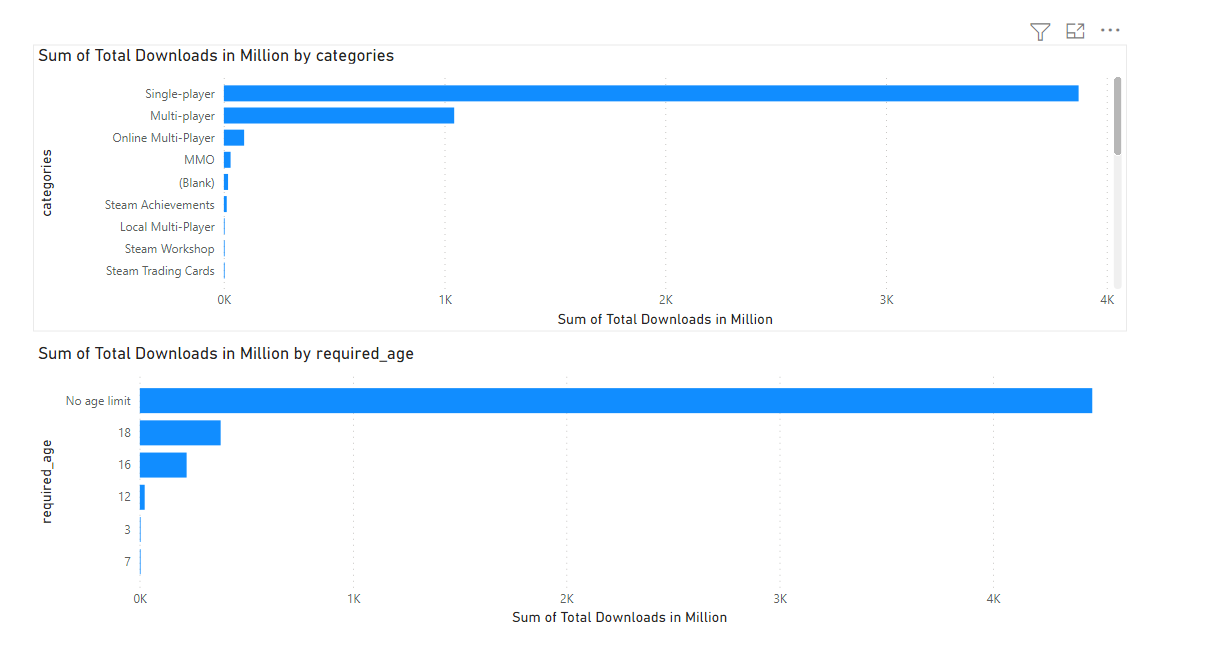 Sum of Total Downloads in Million by categories
categories
Single-player
Multi-player
Online Multi-Player
MMO
(Blank)
Steam Achievements
Local Multi-Player
Steam Workshop
Steam Trading Cards
0K 1K 2K 3K 4K
Sum of Total Downloads in Million
Sum of Total Downloads in Million by required_age
required_age
No age limit
18
16
12
3
7
0K 1K 2K 3K 4K
Sum of Total Downloads in Million